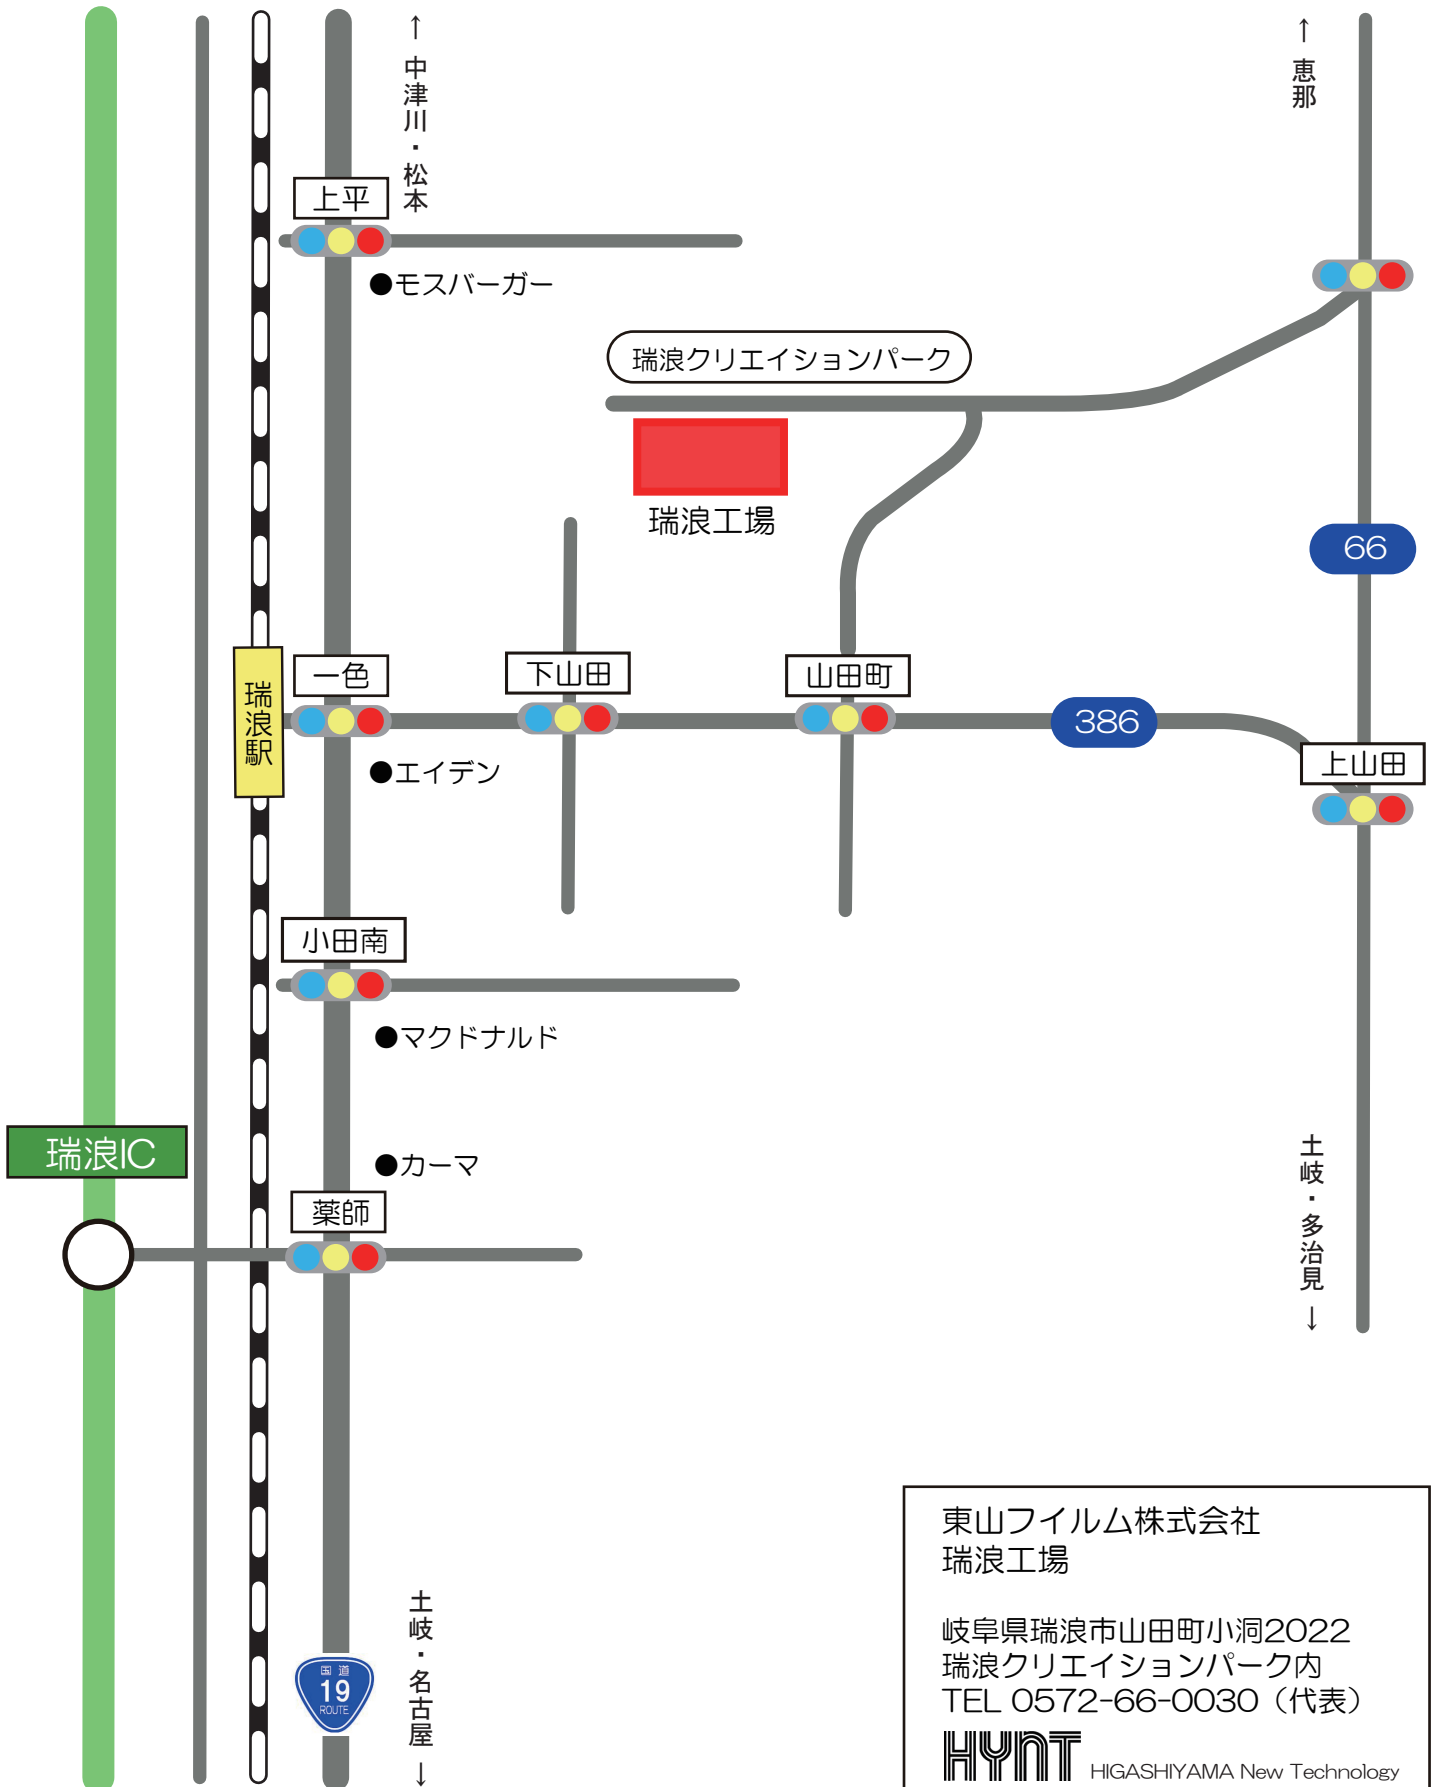 ↑中津川・松本
↑恵那
上平
●モスバーガー
瑞浪クリエイションパーク
瑞浪工場
66
瑞浪駅
一色
下山田
山田町
386
上山田
●エイデン
小田南
●マクドナルド
瑞浪IC
●カーマ
薬師
土岐・多治見↓
土岐・名古屋↓
国道
19
ROUTE
東山フイルム株式会社
瑞浪工場
岐阜県瑞浪市山田町小洞2022
瑞浪クリエイションパーク内
TEL 0572-66-0030（代表）
HYNT HIGASHIYAMA New Technology